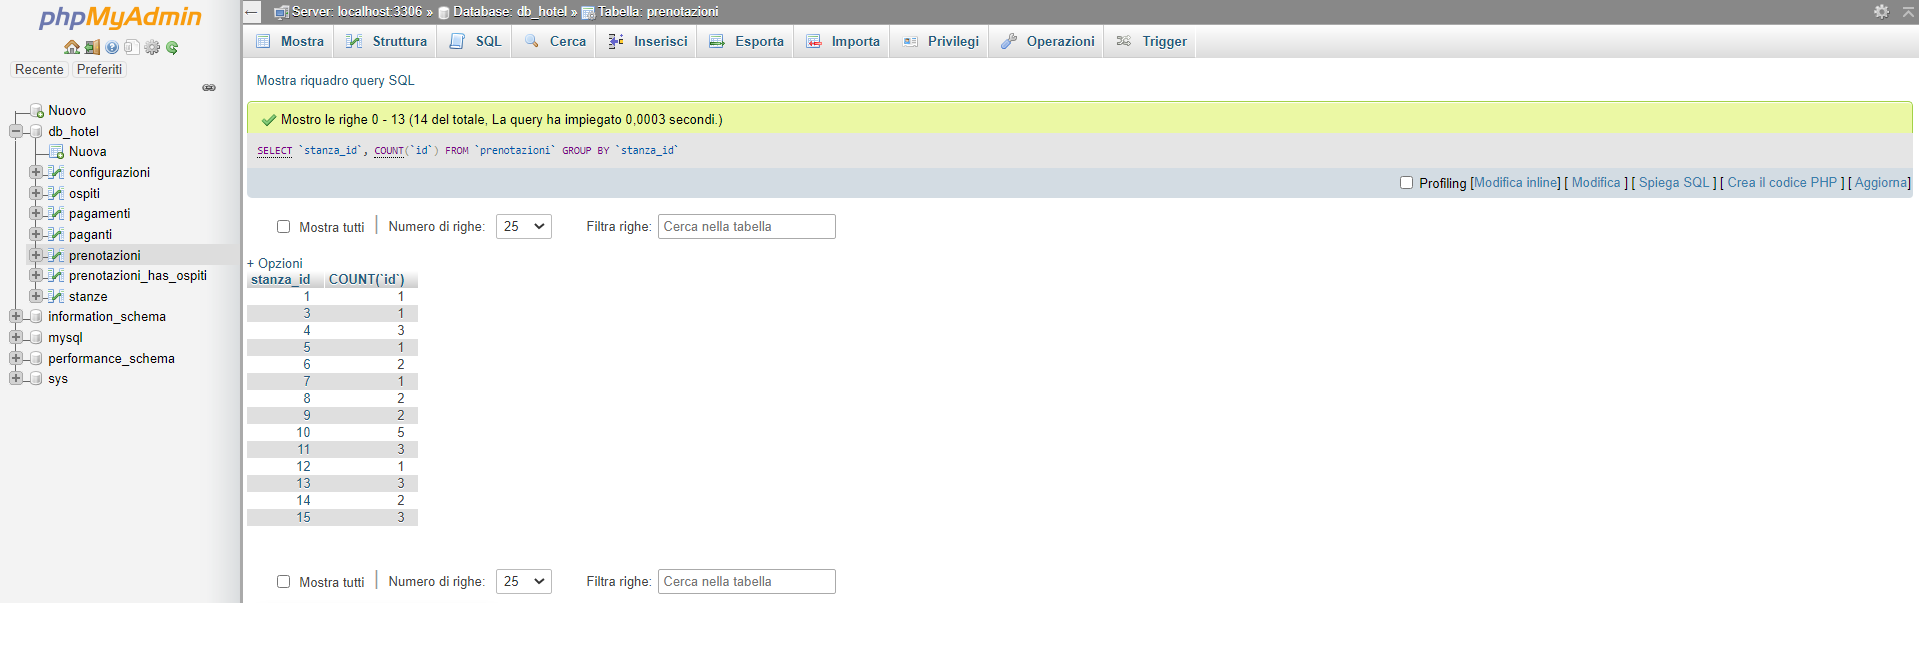 phpMyAdmin
Recente Preferiti
Nuovo
db_hotel
Nuova
configurazioni
ospiti
pagamenti
paganti
prenotazioni
prenotazioni_has_ospiti
stanze
information_schema
mysql
performance_schema
sys
Server: localhost:3306 » Database: db_hotel » Tabella: prenotazioni
Mostra Struttura SQL Cerca Inserisci Esporta Importa Privilegi Operazioni Trigger
Mostra riquadro query SQL
Mostro le righe 0 - 13 (14 del totale, La query ha impiegato 0,0003 secondi.)
SELECT `stanza_id`, COUNT(`id`) FROM `prenotazioni` GROUP BY `stanza_id`
Profiling [Modifica inline] [ Modifica ] [ Spiega SQL ] [ Crea il codice PHP ] [ Aggiorna]
Mostra tutti | Numero di righe: 25 Filtra righe: Cerca nella tabella
+ Opzioni
stanza_id COUNT(`id`)
1 1
3 1
4 3
5 1
6 2
7 1
8 2
9 2
10 5
11 3
12 1
13 3
14 2
15 3
Mostra tutti | Numero di righe: 25 Filtra righe: Cerca nella tabella